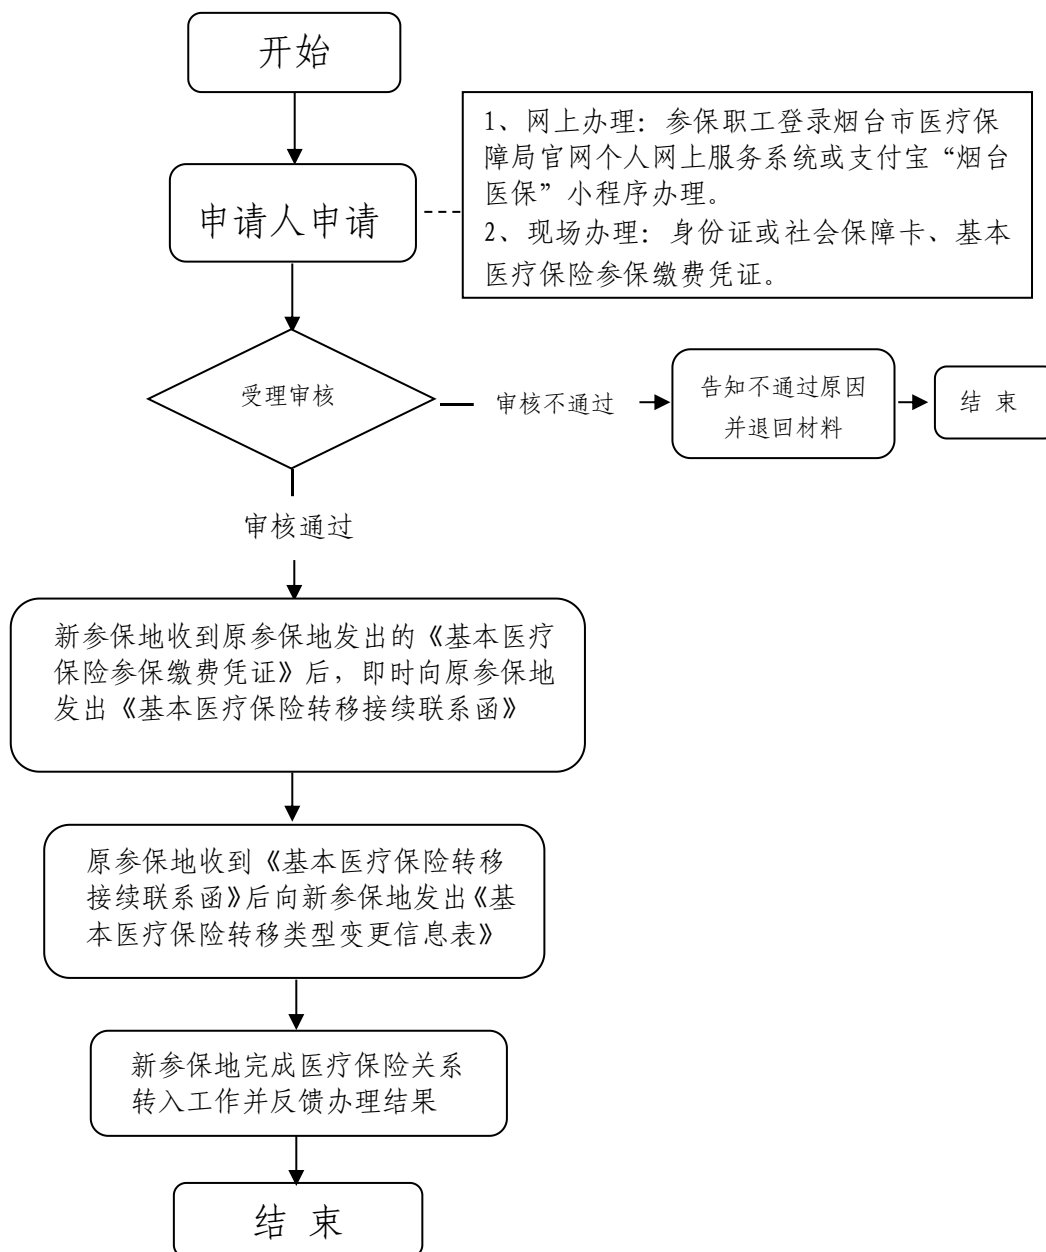 开始
申请人申请
1、网上办理：参保职工登录烟台市医疗保
障局官网个人网上服务系统或支付宝“烟台
医保”小程序办理。
2、现场办理：身份证或社会保障卡、基本
医疗保险参保缴费凭证。
受理审核
审核不通过
告知不通过原因
并退回材料
结 束
审核通过
新参保地收到原参保地发出的《基本医疗
保险参保缴费凭证》后，即时向原参保地
发出《基本医疗保险转移接续联系函》
原参保地收到《基本医疗保险转移
接续联系函》后向新参保地发出《基
本医疗保险转移类型变更信息表》
新参保地完成医疗保险关系
转入工作并反馈办理结果
结 束